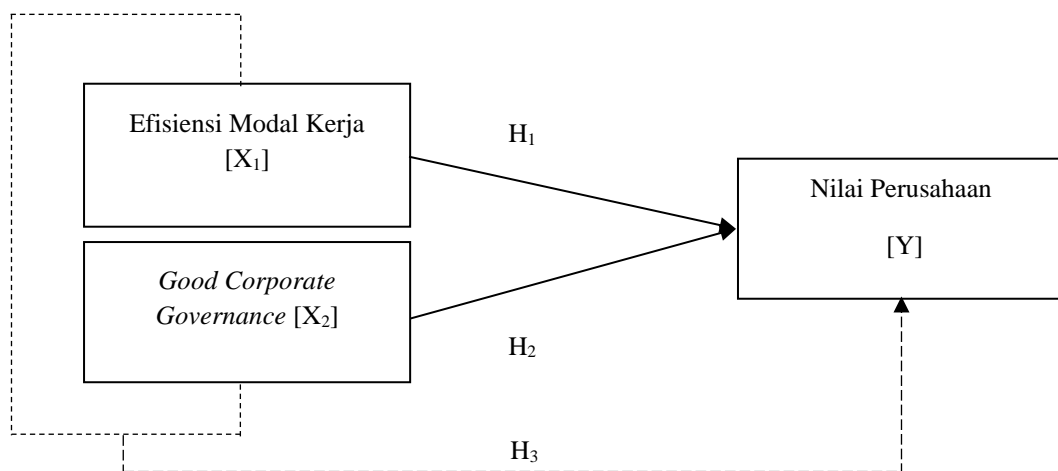 Efisiensi Modal Kerja
[X₁]
H₁
Nilai Perusahaan
[Y]
Good Corporate
Governance [X₂]
H₂
H₃